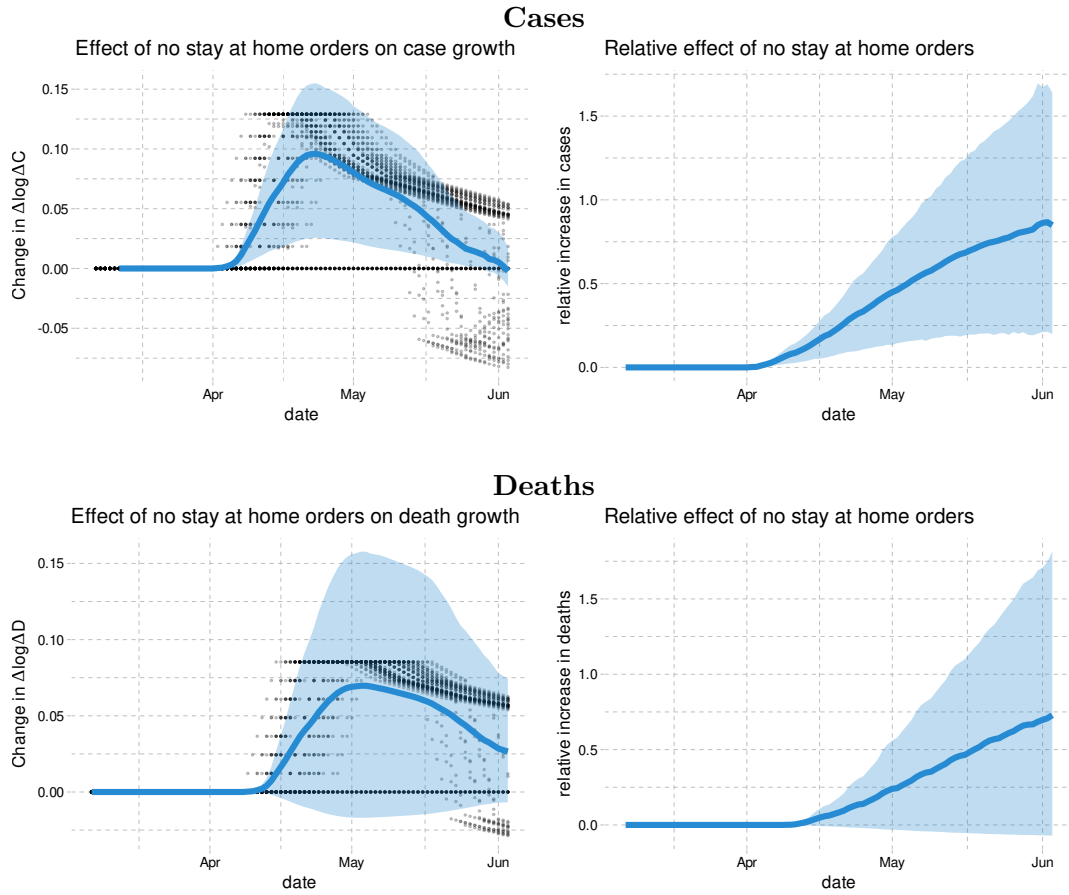 Cases
Effect of no stay at home orders on case growth
Change in ΔlogΔC
0.15
0.10
0.05
0.00
-0.05
Apr May Jun
date
Relative effect of no stay at home orders
relative increase in cases
1.5
1.0
0.5
0.0
Apr May Jun
date
Deaths
Effect of no stay at home orders on death growth
Change in ΔlogΔD
0.15
0.10
0.05
0.00
Apr May Jun
date
Relative effect of no stay at home orders
relative increase in deaths
1.5
1.0
0.5
0.0
Apr May Jun
date